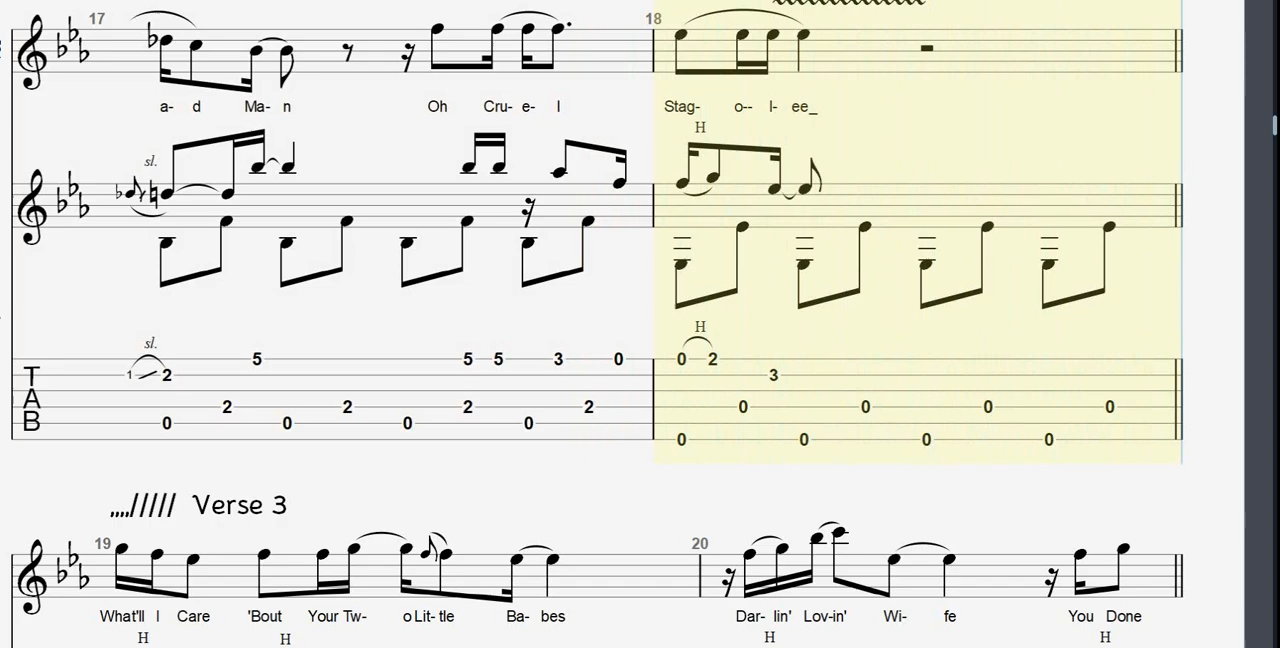 17 18
a- d Ma- n Oh Cru- e- l Stag- o-- l- ee_
H
sl.
H
sl.
T 5 5 5 3 0 0 2
1 2 3
A 2 2 2 2 0 0 0 0
B 0 0 0 0
0 0 0 0
„„///// Verse 3
19 20
What'll I Care 'Bout Your Tw- o Lit- tle Ba- bes Dar- lin' Lov-in' Wi- fe You Done
H H H H